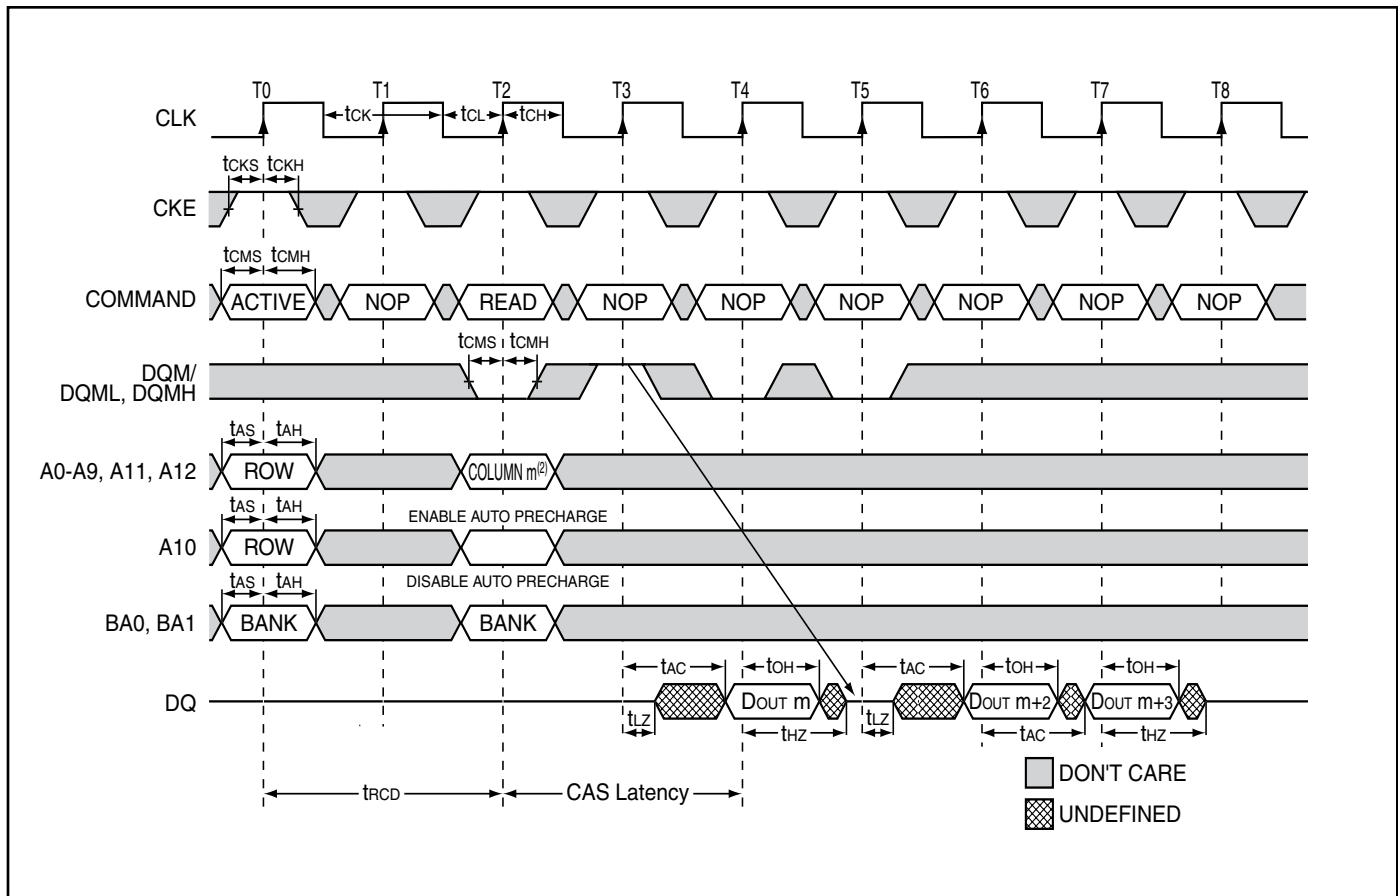 T0 T1 T2 T3 T4 T5 T6 T7 T8
CLK
tCK tCL tCH
tCKS tCKH
CKE
tCMS tCMH
COMMAND ACTIVE NOP READ NOP NOP NOP NOP NOP NOP
tCMS tCMH
DQM/
DQML, DQMH
tAS tAH
A0-A9, A11, A12 ROW COLUMN m(2)
tAS tAH ENABLE AUTO PRECHARGE
A10 ROW
tAS tAH DISABLE AUTO PRECHARGE
BA0, BA1 BANK BANK
tAC tOH tAC tOH tOH
DQ DOUT m DOUT m+2 DOUT m+3
tLZ tHZ tLZ tAC tHZ
DON'T CARE
tRCD CAS Latency
UNDEFINED